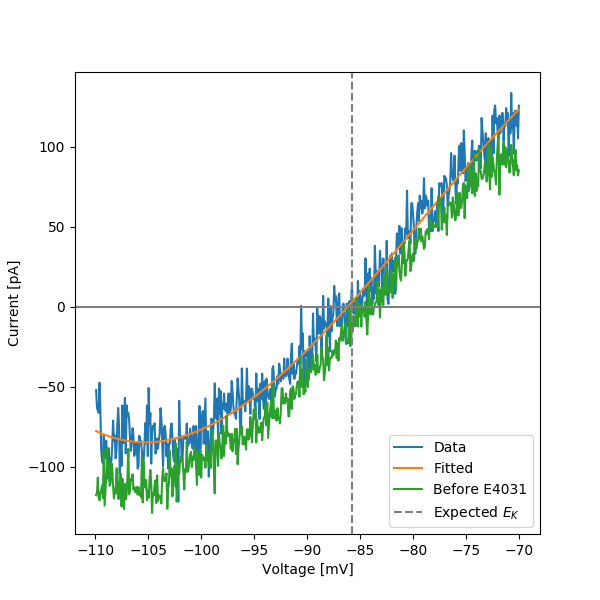 100
50
0
−50
−100
Current [pA]
Data
Fitted
Before E4031
Expected E_K
−110 −105 −100 −95 −90 −85 −80 −75 −70
Voltage [mV]